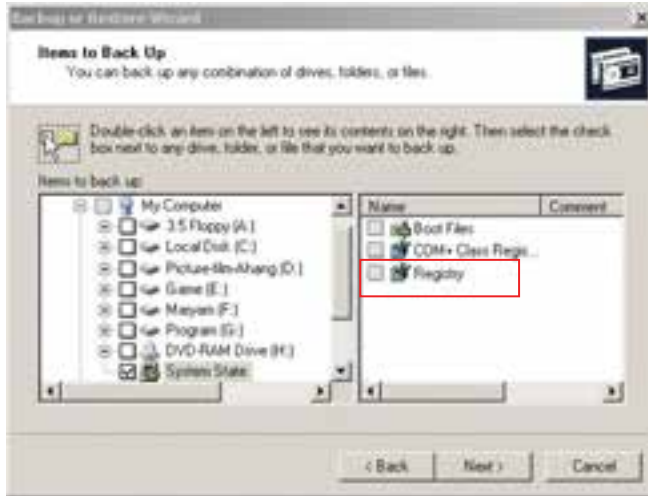 Backup or Restore Wizard
Items to Back Up
You can back up any combination of drives, folders, or files.
Double-click an item on the left to see its contents on the right. Then select the check
box next to any drive, folder, or file that you want to back up.
Items to back up:
My Computer
3.5 Floppy (A:)
Local Disk (C:)
Picture-film-Ahang (D:)
Game (E:)
Maryam (F:)
Program (G:)
DVD-RAM Drive (H:)
System State
Name Comment
Boot Files
COM+ Class Regis...
Registry
< Back Next > Cancel